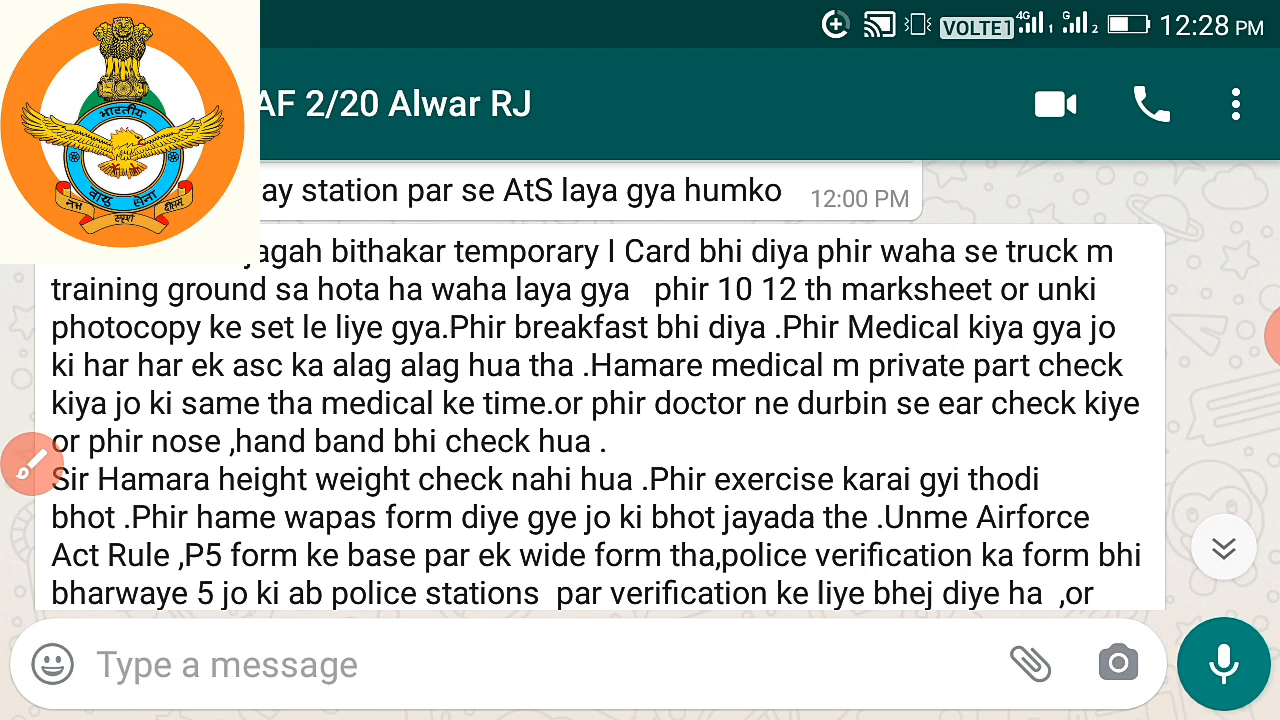 VOLTE1 4G 1 G 2 12:28 PM
AF 2/20 Alwar RJ
भारतीय
वायु सेना
नभः स्पृशं दीप्तम्
ay station par se AtS laya gya humko 12:00 PM
jagah bithakar temporary I Card bhi diya phir waha se truck m
training ground sa hota ha waha laya gya phir 10 12 th marksheet or unki
photocopy ke set le liye gya.Phir breakfast bhi diya .Phir Medical kiya gya jo
ki har har ek asc ka alag alag hua tha .Hamare medical m private part check
kiya jo ki same tha medical ke time.or phir doctor ne durbin se ear check kiye
or phir nose ,hand band bhi check hua .
Sir Hamara height weight check nahi hua .Phir exercise karai gyi thodi
bhot .Phir hame wapas form diye gye jo ki bhot jayada the .Unme Airforce
Act Rule ,P5 form ke base par ek wide form tha,police verification ka form bhi
bharwaye 5 jo ki ab police stations par verification ke liye bhej diye ha ,or
Type a message